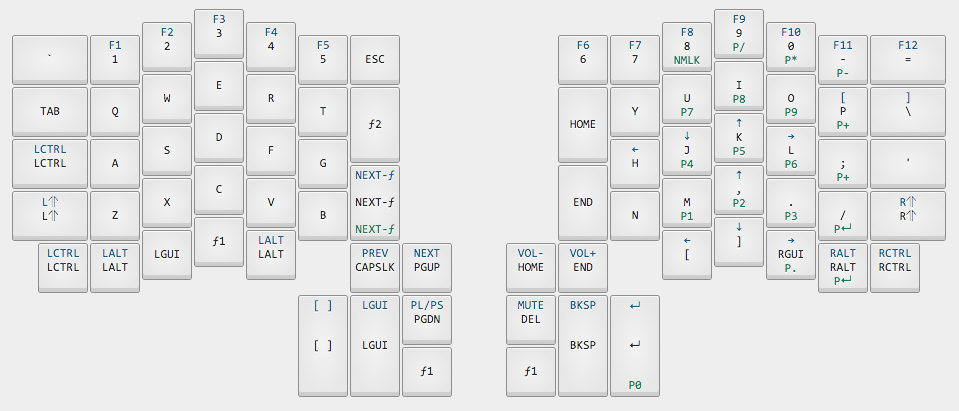 `
F1
1
F2
2
F3
3
F4
4
F5
5
ESC
F6
6
F7
7
F8
8
NMLK
F9
9
P/
F10
0
P*
F11
-
P-
F12
=
TAB
Q
W
E
R
T
ƒ2
HOME
Y
U
P7
I
P8
O
P9
[
P
P+
]
\
LCTRL
LCTRL
A
S
D
F
G
NEXT-ƒ
NEXT-ƒ
NEXT-ƒ
←
H
↓
J
P4
↑
K
P5
→
L
P6
;
P+
'
L⇑
L⇑
Z
X
C
V
B
END
N
M
P1
↑
,
P2
.
P3
/
P↵
R⇑
R⇑
LCTRL
LCTRL
LALT
LALT
LGUI
ƒ1
LALT
LALT
PREV
CAPSLK
NEXT
PGUP
VOL-
HOME
VOL+
END
←
[
↓
]
→
RGUI
P.
RALT
RALT
P↵
RCTRL
RCTRL
[ ]
[ ]
LGUI
LGUI
PL/PS
PGDN
ƒ1
MUTE
DEL
BKSP
BKSP
↵
↵
P0
ƒ1